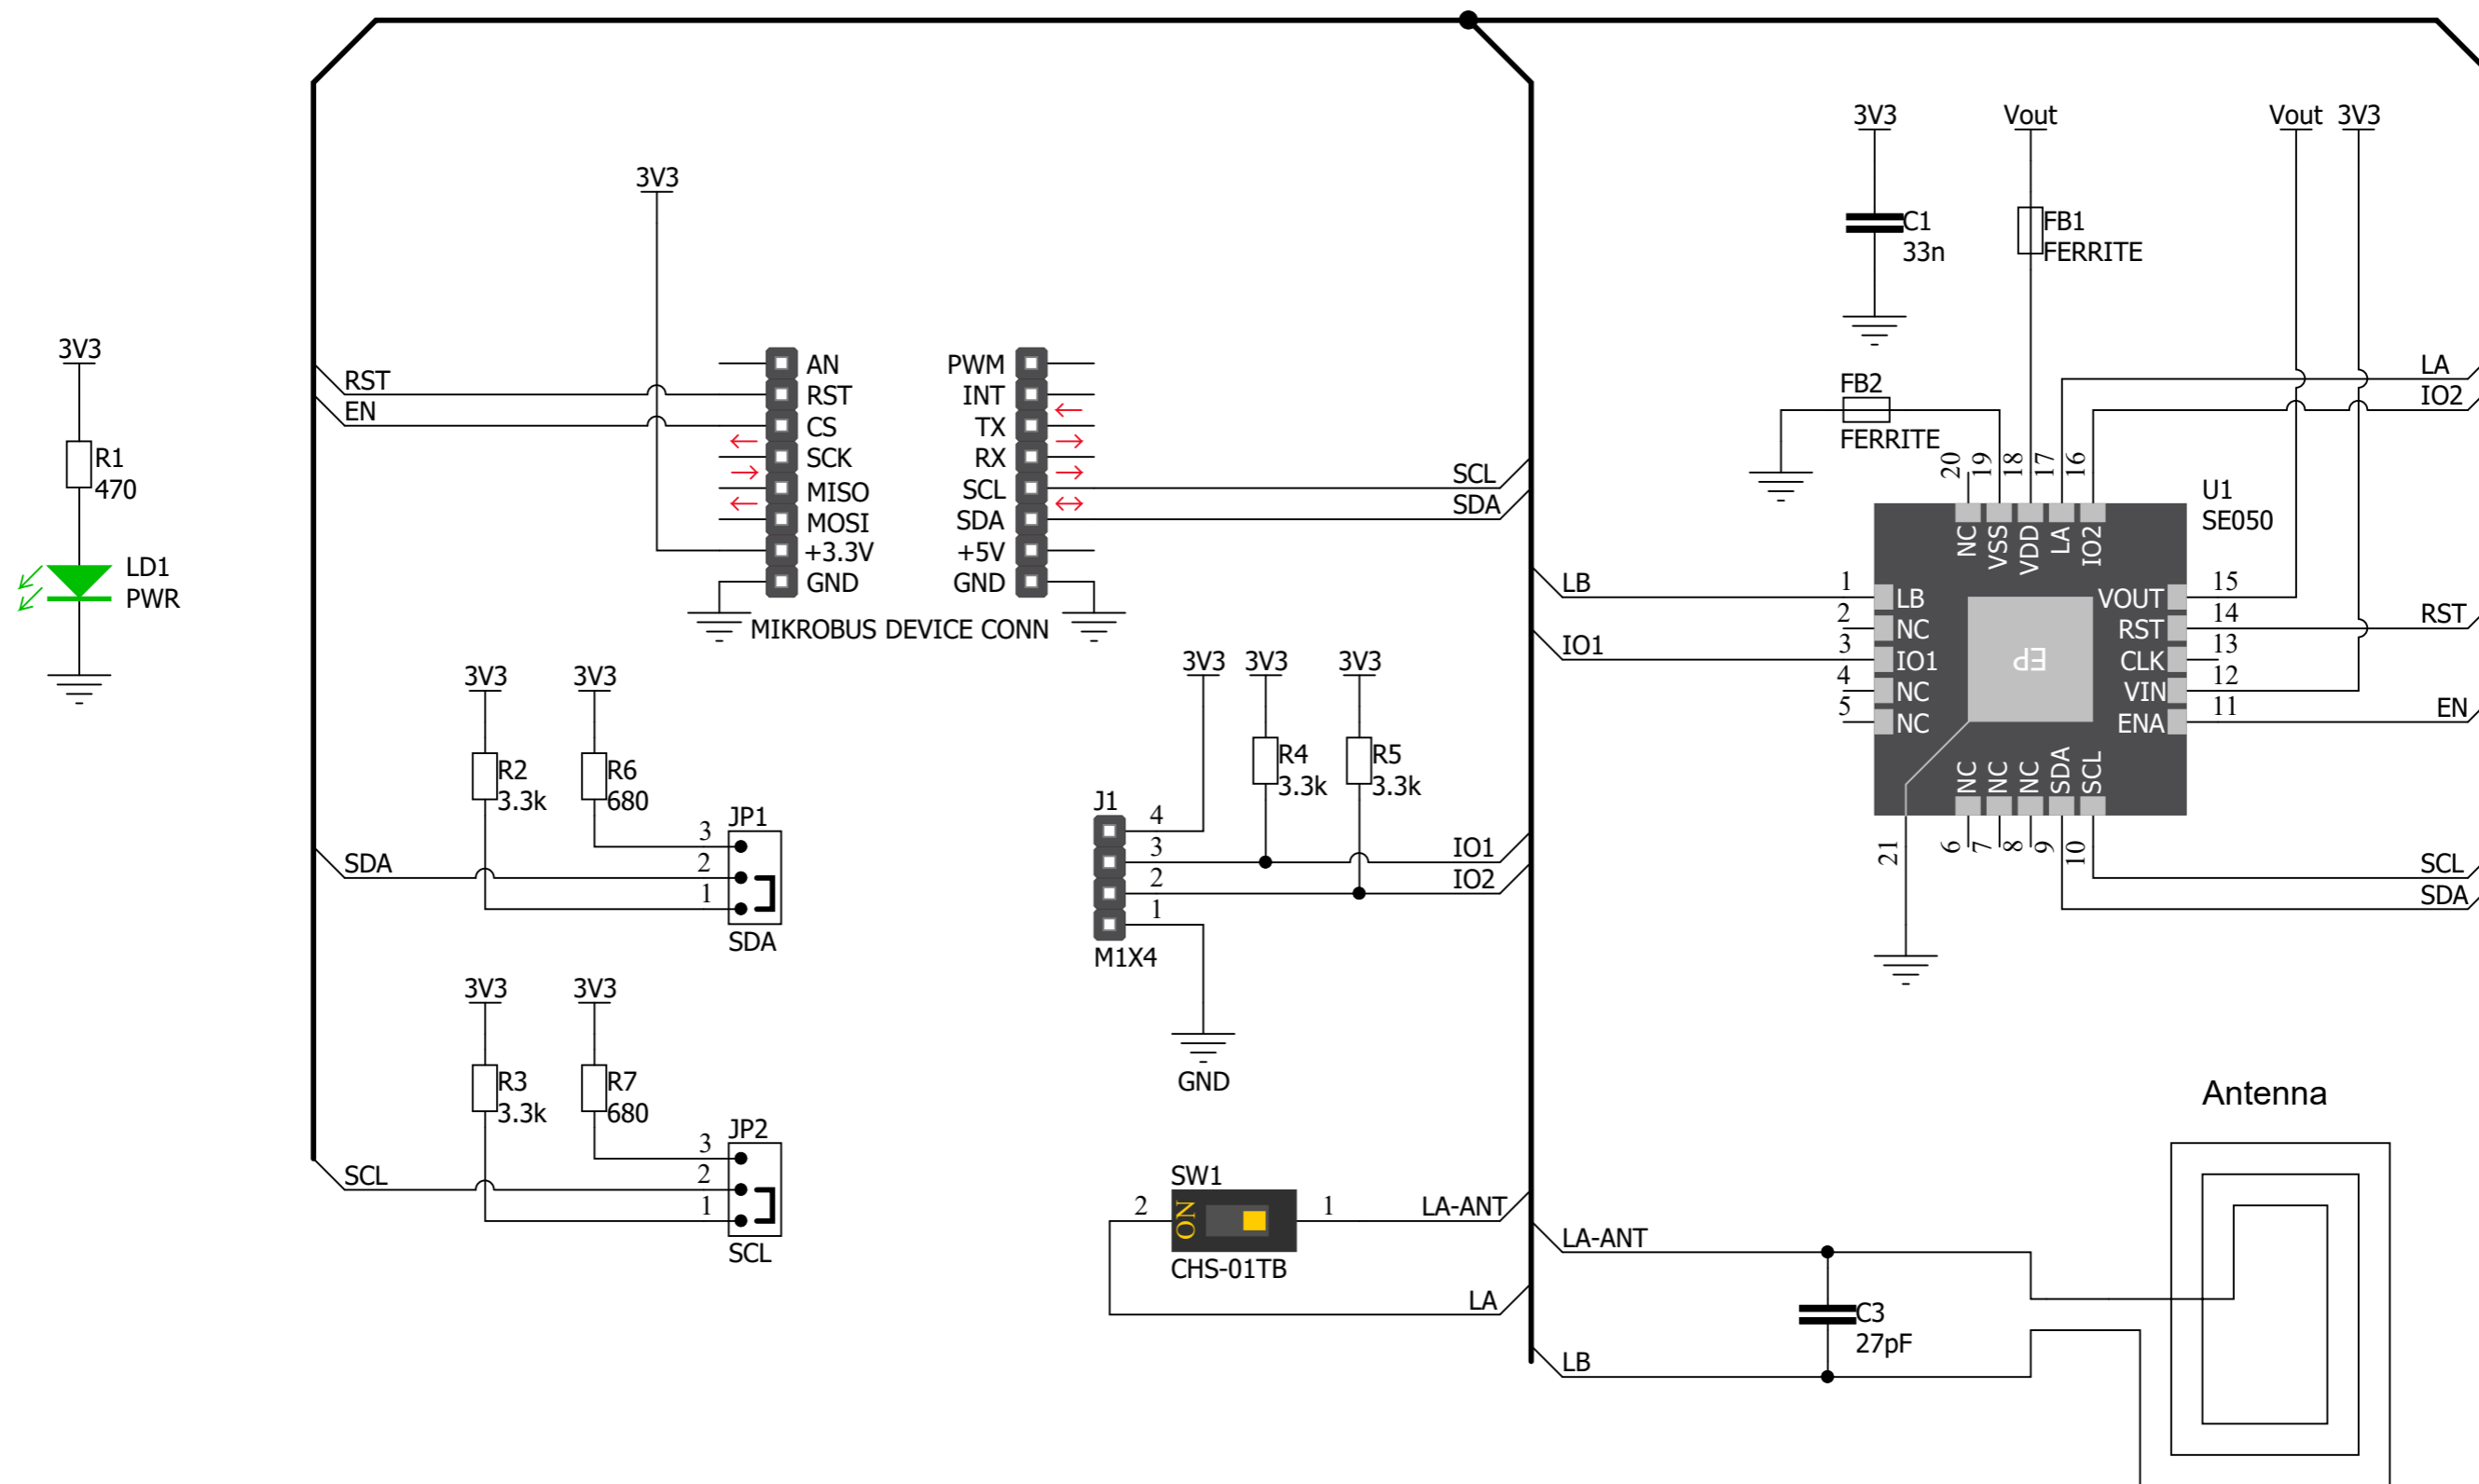 3V3
R1
470
LD1
PWR
RST
EN
3V3
AN
RST
CS
SCK
MISO
MOSI
+3.3V
GND
PWM
INT
TX
RX
SCL
SDA
+5V
GND
MIKROBUS DEVICE CONN
SCL
SDA
3V3
3V3
R2
3.3k
R6
680
JP1
3
2
1
SDA
SDA
3V3
3V3
R3
3.3k
R7
680
JP2
3
2
1
SCL
SCL
3V3
3V3
3V3
R4
3.3k
R5
3.3k
J1
4
3
2
1
M1X4
IO1
IO2
GND
SW1
2
ON
1
CHS-01TB
LA-ANT
LA
3V3
C1
33n
Vout
FB1
FERRITE
Vout
3V3
FB2
FERRITE
LA
IO2
20
19
18
17
16
U1
SE050
NC
VSS
VDD
LA
IO2
LB
IO1
1
2
3
4
5
LB
NC
IO1
NC
NC
EP
VOUT
RST
CLK
VIN
ENA
15
14
13
12
11
RST
EN
NC
NC
NC
SDA
SCL
21
6
7
8
9
10
SCL
SDA
Antenna
LA-ANT
C3
27pF
LB